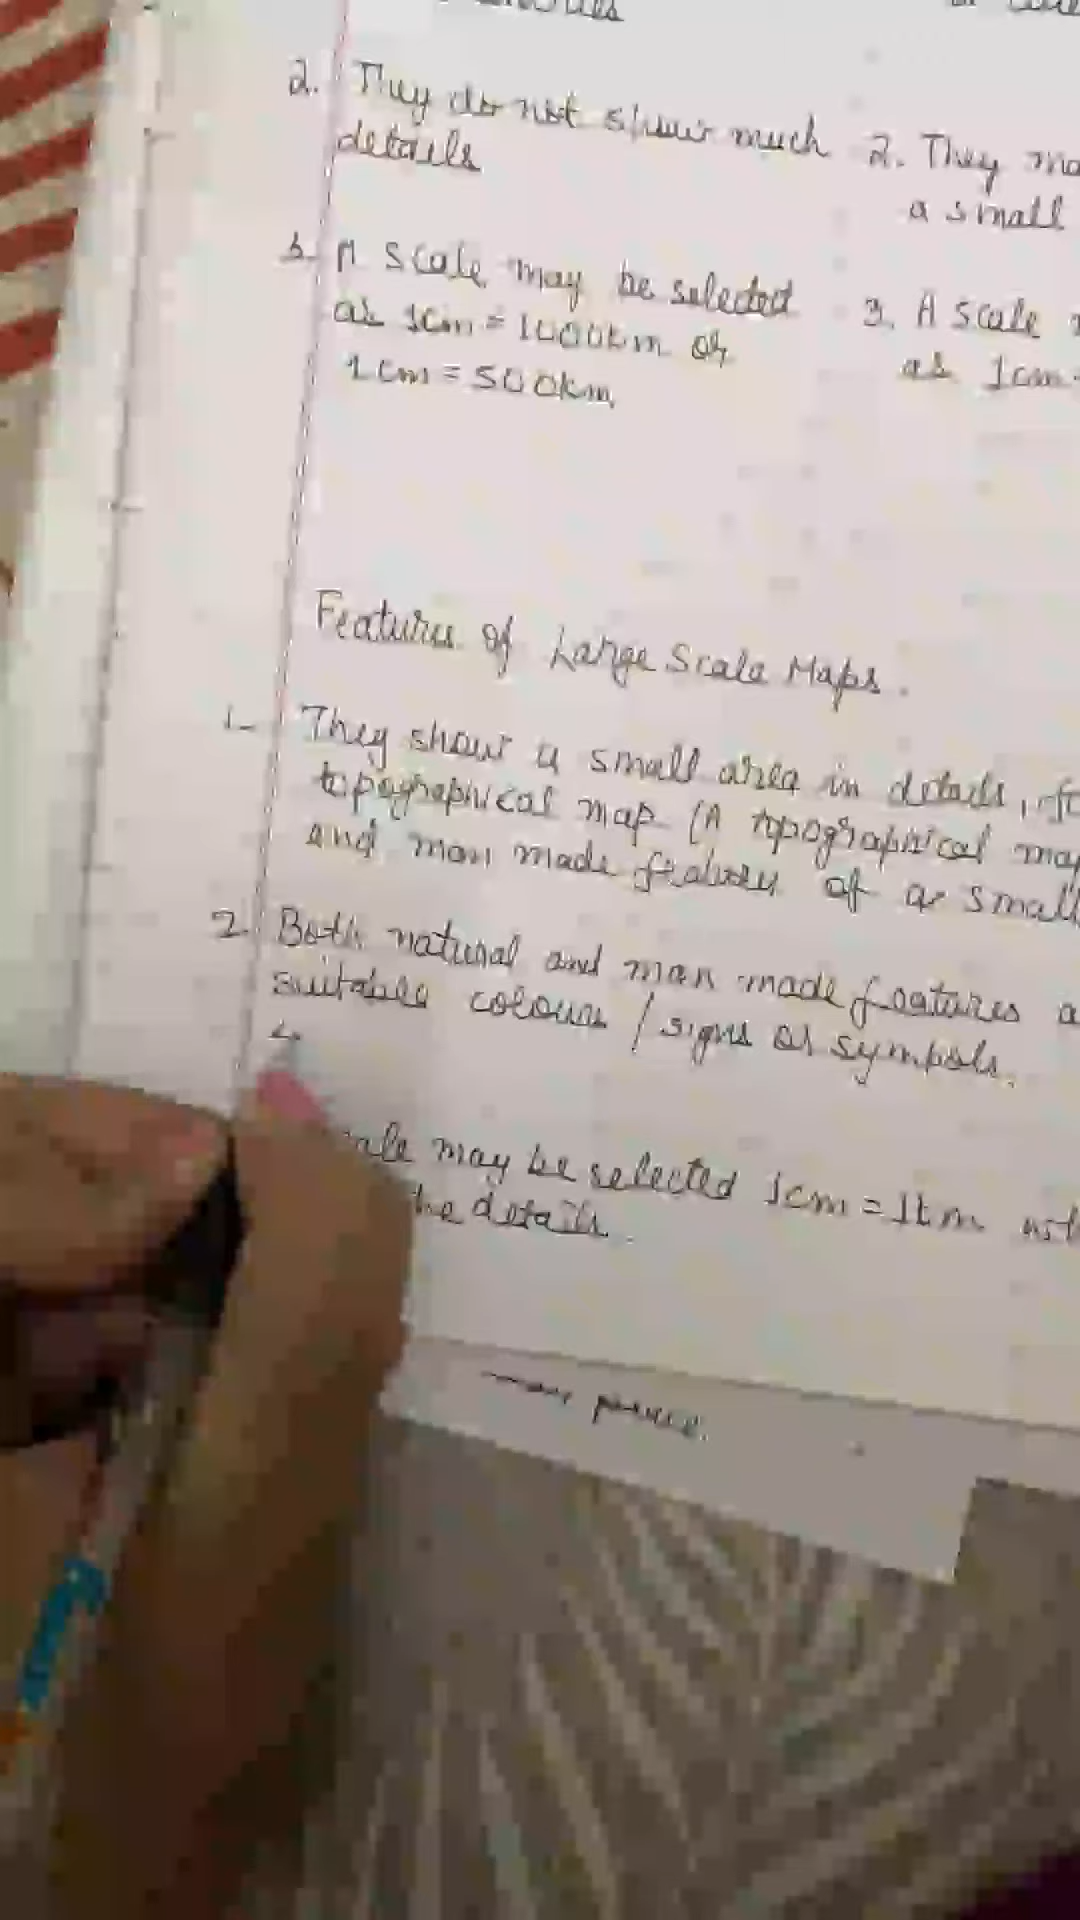 2. They do not show much
details
3. A scale may be selected
as 1cm = 1000km or
1cm = 500km
2. They
a small
3. A scale
as 1cm
Features of Large Scale Maps.
1. They show a small area in details,
topographical map (A topographical map
and man made features of a small
2 Both natural and man made features
suitable colours / signs or symbols.
may be selected 1cm = 1km
the details.